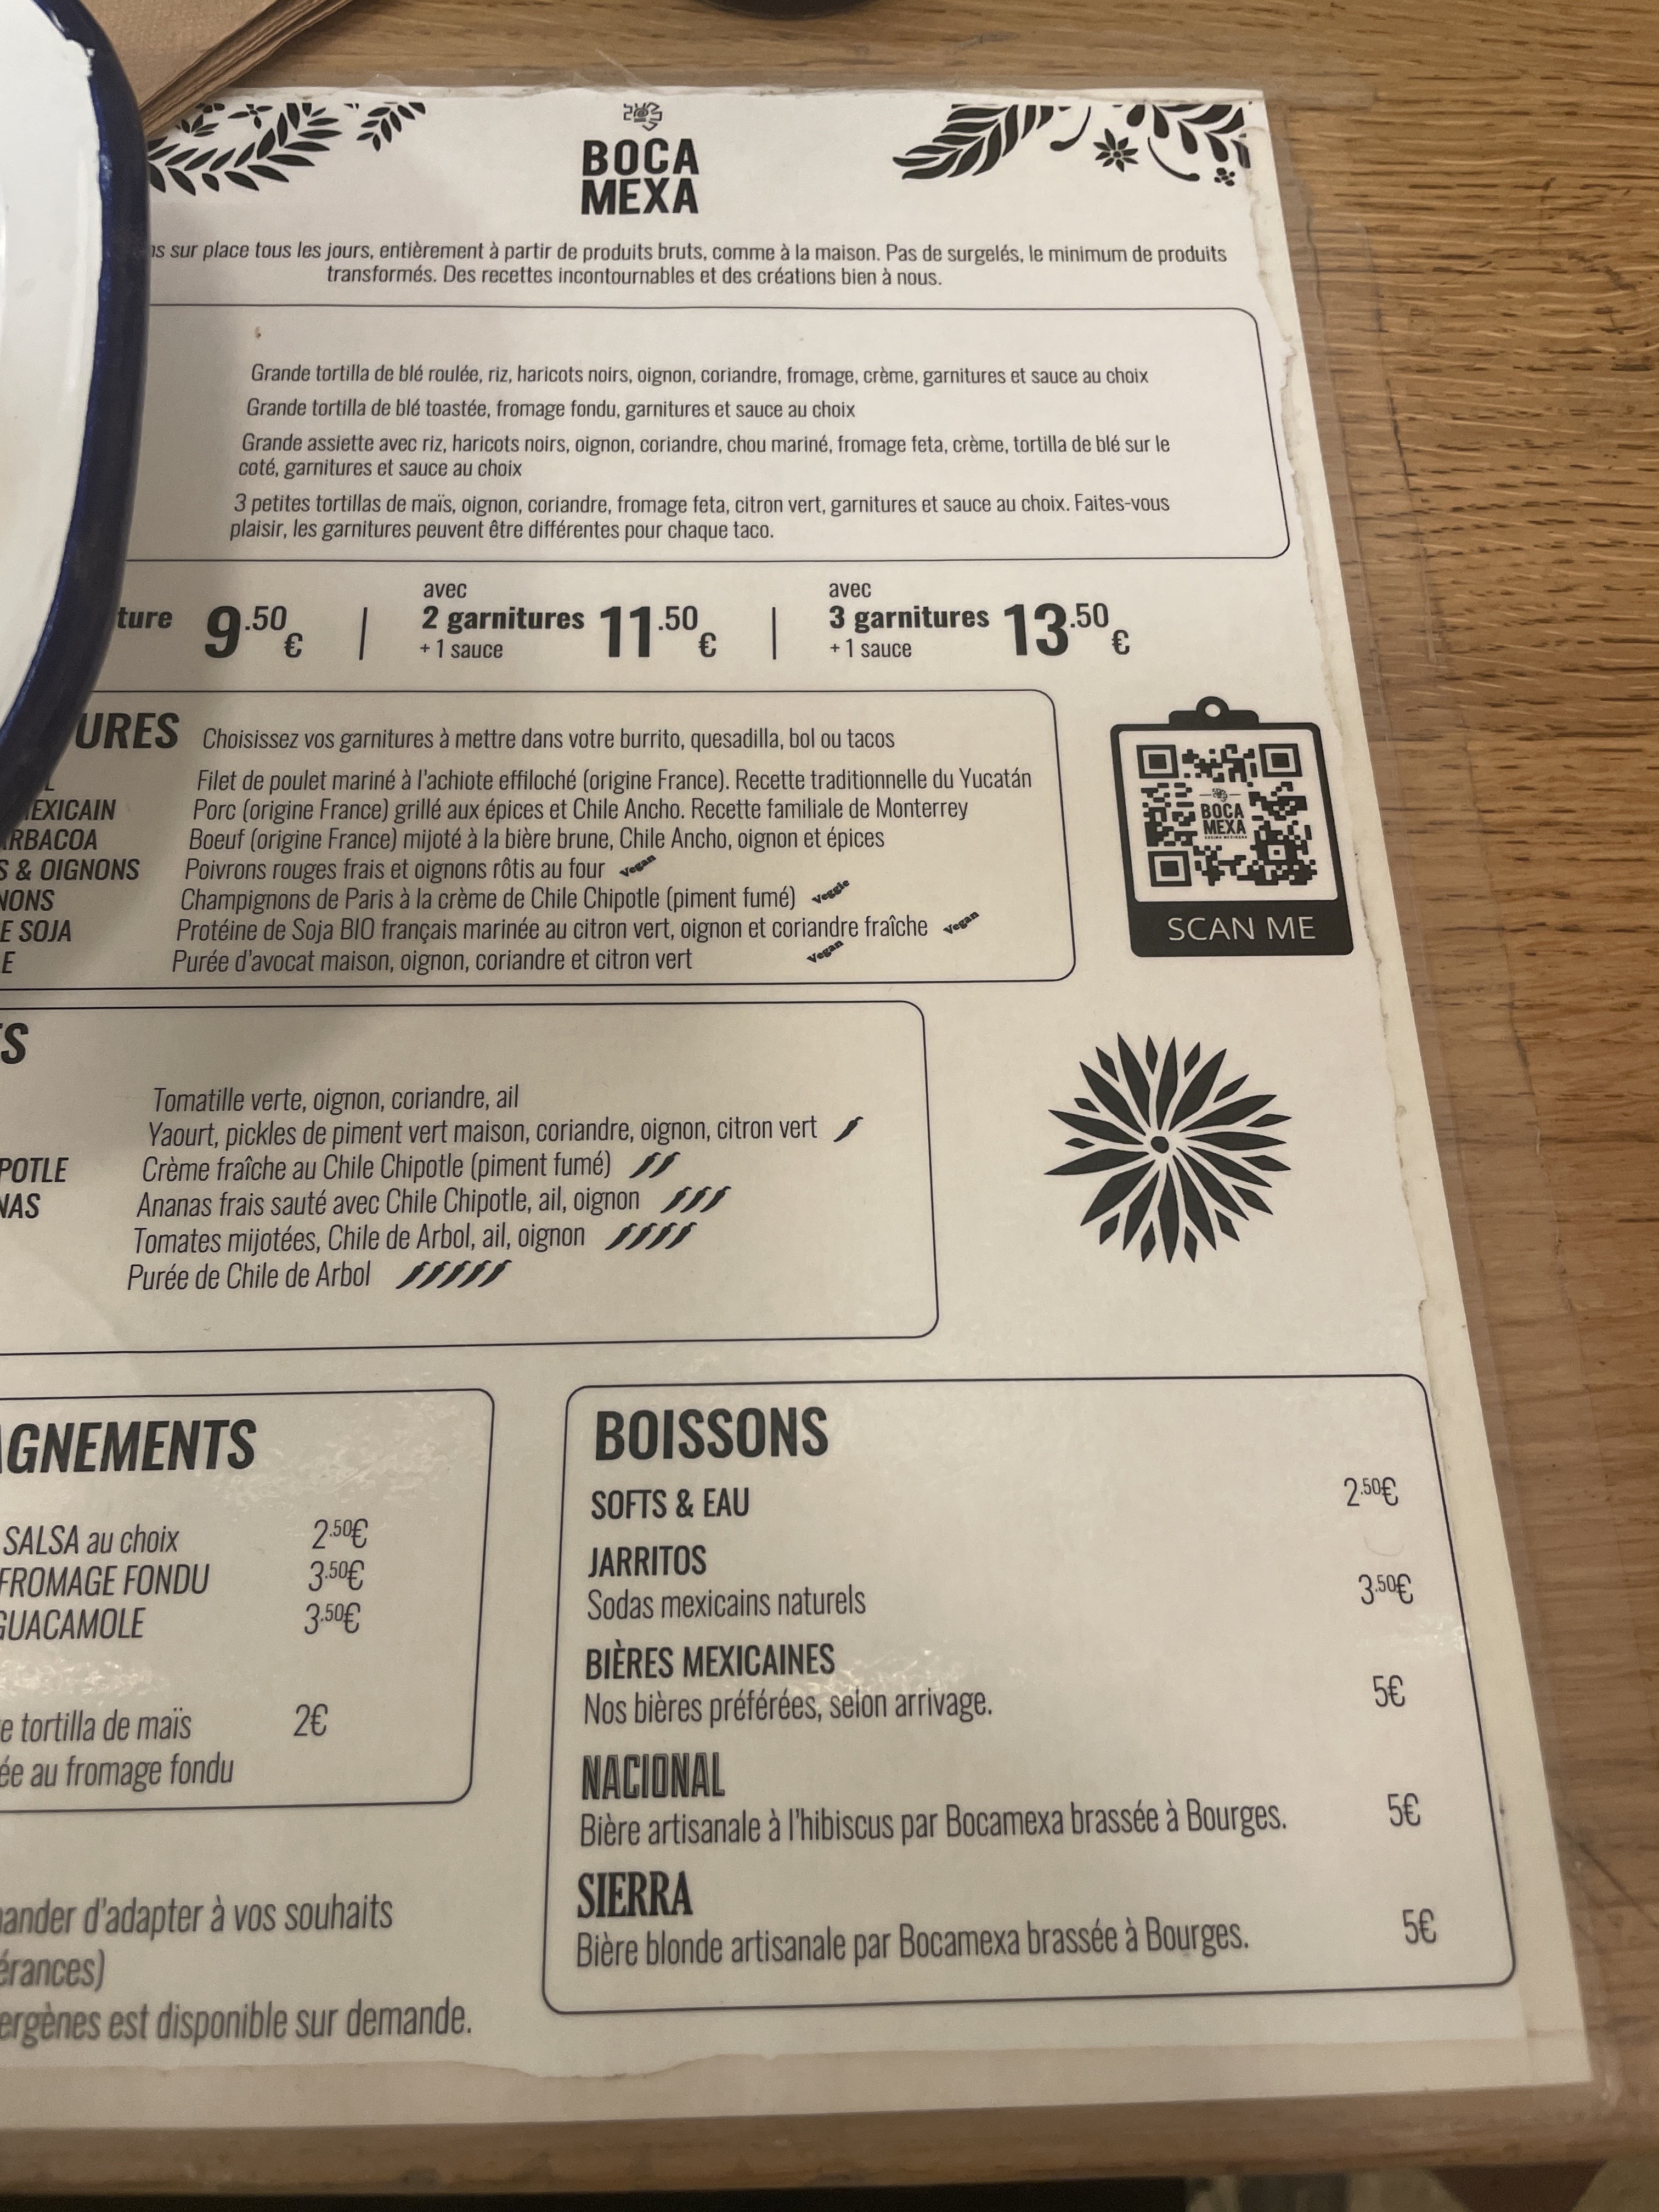 BOCA
MEXA
sur place tous les jours, entièrement à partir de produits bruts, comme à la maison. Pas de surgelés, le minimum de produits
transformés. Des recettes incontournables et des créations bien à nous.
Grande tortilla de blé roulée, riz, haricots noirs, oignon, coriandre, fromage, crème, garnitures et sauce au choix
Grande tortilla de blé toastée, fromage fondu, garnitures et sauce au choix
Grande assiette avec riz, haricots noirs, oignon, coriandre, chou mariné, fromage feta, crème, tortilla de blé sur le
coté, garnitures et sauce au choix
3 petites tortillas de maïs, oignon, coriandre, fromage feta, citron vert, garnitures et sauce au choix. Faites-vous
plaisir, les garnitures peuvent être différentes pour chaque taco.
ture 9.50€ | avec 2 garnitures + 1 sauce 11.50€ | avec 3 garnitures + 1 sauce 13.50€
URES Choisissez vos garnitures à mettre dans votre burrito, quesadilla, bol ou tacos
L Filet de poulet mariné à l'achiote effiloché (origine France). Recette traditionnelle du Yucatán
EXICAIN Porc (origine France) grillé aux épices et Chile Ancho. Recette familiale de Monterrey
RBACOA Boeuf (origine France) mijoté à la bière brune, Chile Ancho, oignon et épices
S & OIGNONS Poivrons rouges frais et oignons rôtis au four Vegan
NONS Champignons de Paris à la crème de Chile Chipotle (piment fumé) Veggie
E SOJA Protéine de Soja BIO français marinée au citron vert, oignon et coriandre fraîche Vegan
E Purée d'avocat maison, oignon, coriandre et citron vert Vegan
BOCA
MEXA
SCAN ME
S
Tomatille verte, oignon, coriandre, ail
Yaourt, pickles de piment vert maison, coriandre, oignon, citron vert
POTLE Crème fraîche au Chile Chipotle (piment fumé)
NAS Ananas frais sauté avec Chile Chipotle, ail, oignon
Tomates mijotées, Chile de Arbol, ail, oignon
Purée de Chile de Arbol
AGNEMENTS
SALSA au choix 2.50€
FROMAGE FONDU 3.50€
GUACAMOLE 3.50€
e tortilla de maïs 2€
ée au fromage fondu
ander d'adapter à vos souhaits
érances)
ergènes est disponible sur demande.
BOISSONS
SOFTS & EAU 2.50€
JARRITOS
Sodas mexicains naturels 3.50€
BIÈRES MEXICAINES
Nos bières préférées, selon arrivage. 5€
NACIONAL
Bière artisanale à l'hibiscus par Bocamexa brassée à Bourges. 5€
SIERRA
Bière blonde artisanale par Bocamexa brassée à Bourges. 5€